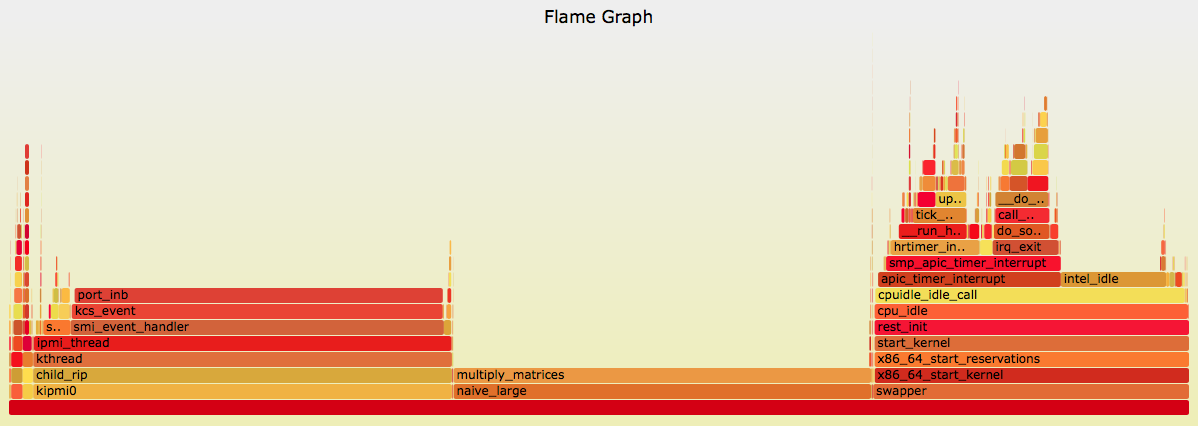 Flame Graph
up.. __do_..
tick_.. call_..
__run_h.. do_so..
hrtimer_in.. irq_exit
smp_apic_timer_interrupt
apic_timer_interrupt intel_idle
port_inb cpuidle_idle_call
kcs_event cpu_idle
s.. smi_event_handler rest_init
ipmi_thread start_kernel
kthread x86_64_start_reservations
child_rip multiply_matrices x86_64_start_kernel
kipmi0 naive_large swapper